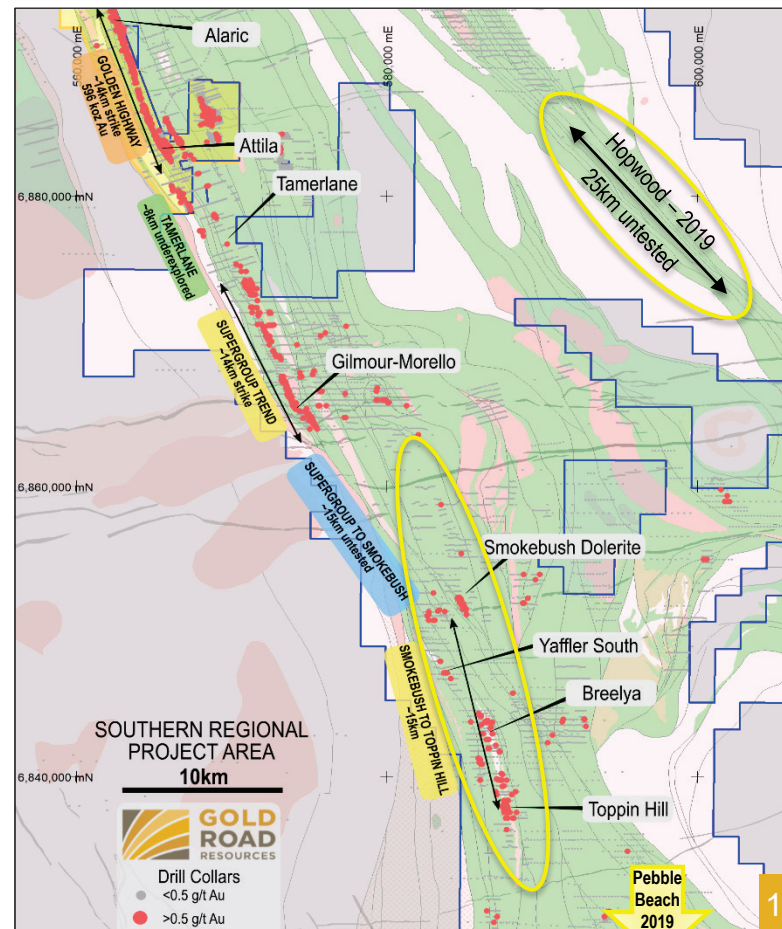 Alaric
560,000 mE
580,000 mE
600,000 mE
GOLDEN HIGHWAY
~14km strike
596 koz Au
Attila
Hopwood – 2019
25km untested
Tamerlane
6,880,000 mN
TAMERLANE
~8km underexplored
SUPERGROUP TREND
~14km strike
Gilmour-Morello
6,860,000 mN
SUPERGROUP TO SMOKEBUSH
~15km untested
Smokebush Dolerite
Yaffler South
SMOKEBUSH TO TOPPIN HILL
~15km
Breelya
SOUTHERN REGIONAL
PROJECT AREA
10km
6,840,000 mN
Toppin Hill
GOLD
ROAD
RESOURCES
Drill Collars
<0.5 g/t Au
>0.5 g/t Au
Pebble
Beach
2019
1